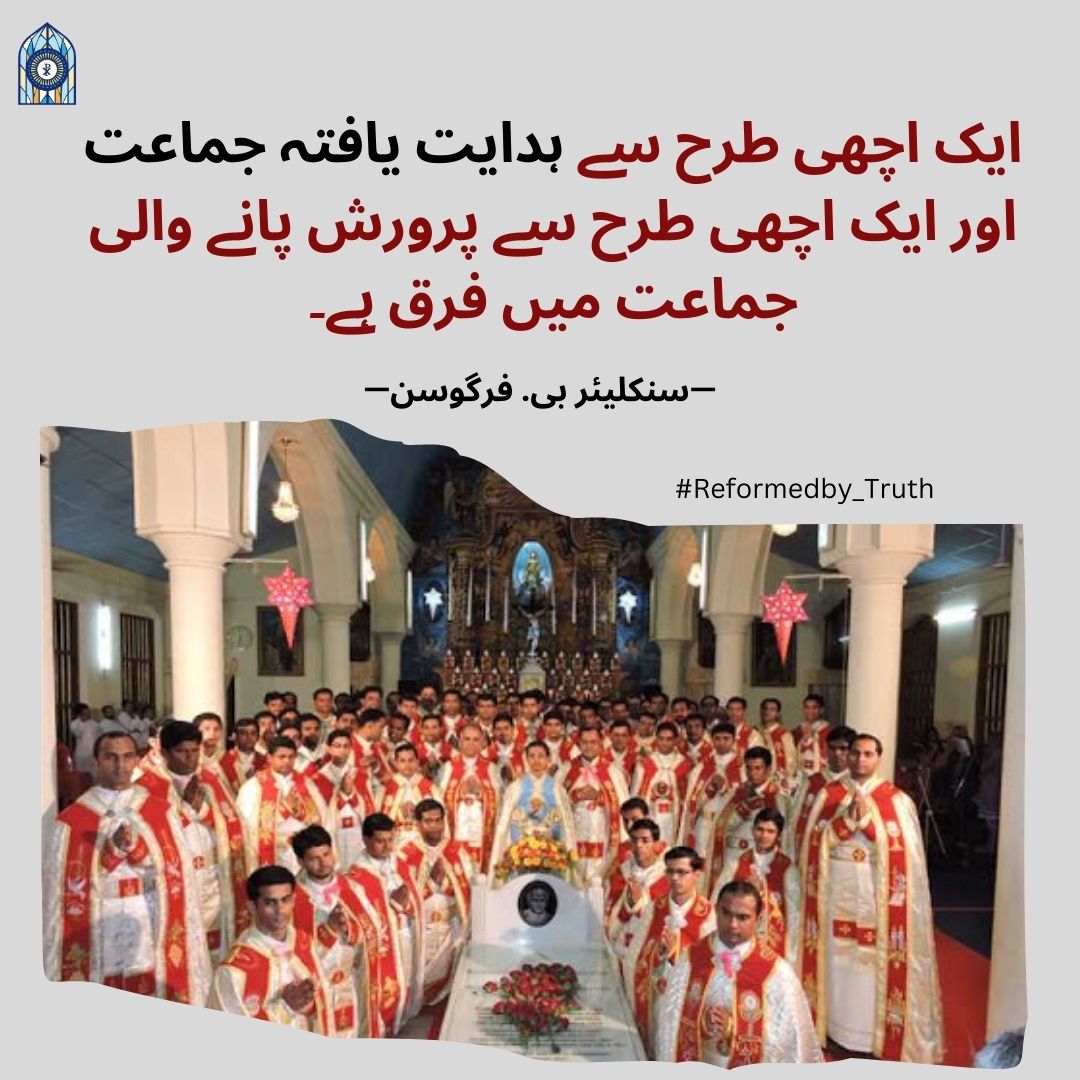 ایک اچھی طرح سے ہدایت یافتہ جماعت
اور ایک اچھی طرح سے پرورش پانے والی
جماعت میں فرق ہے۔
—سنکلیئر بی. فرگوسن—
#Reformedby_Truth